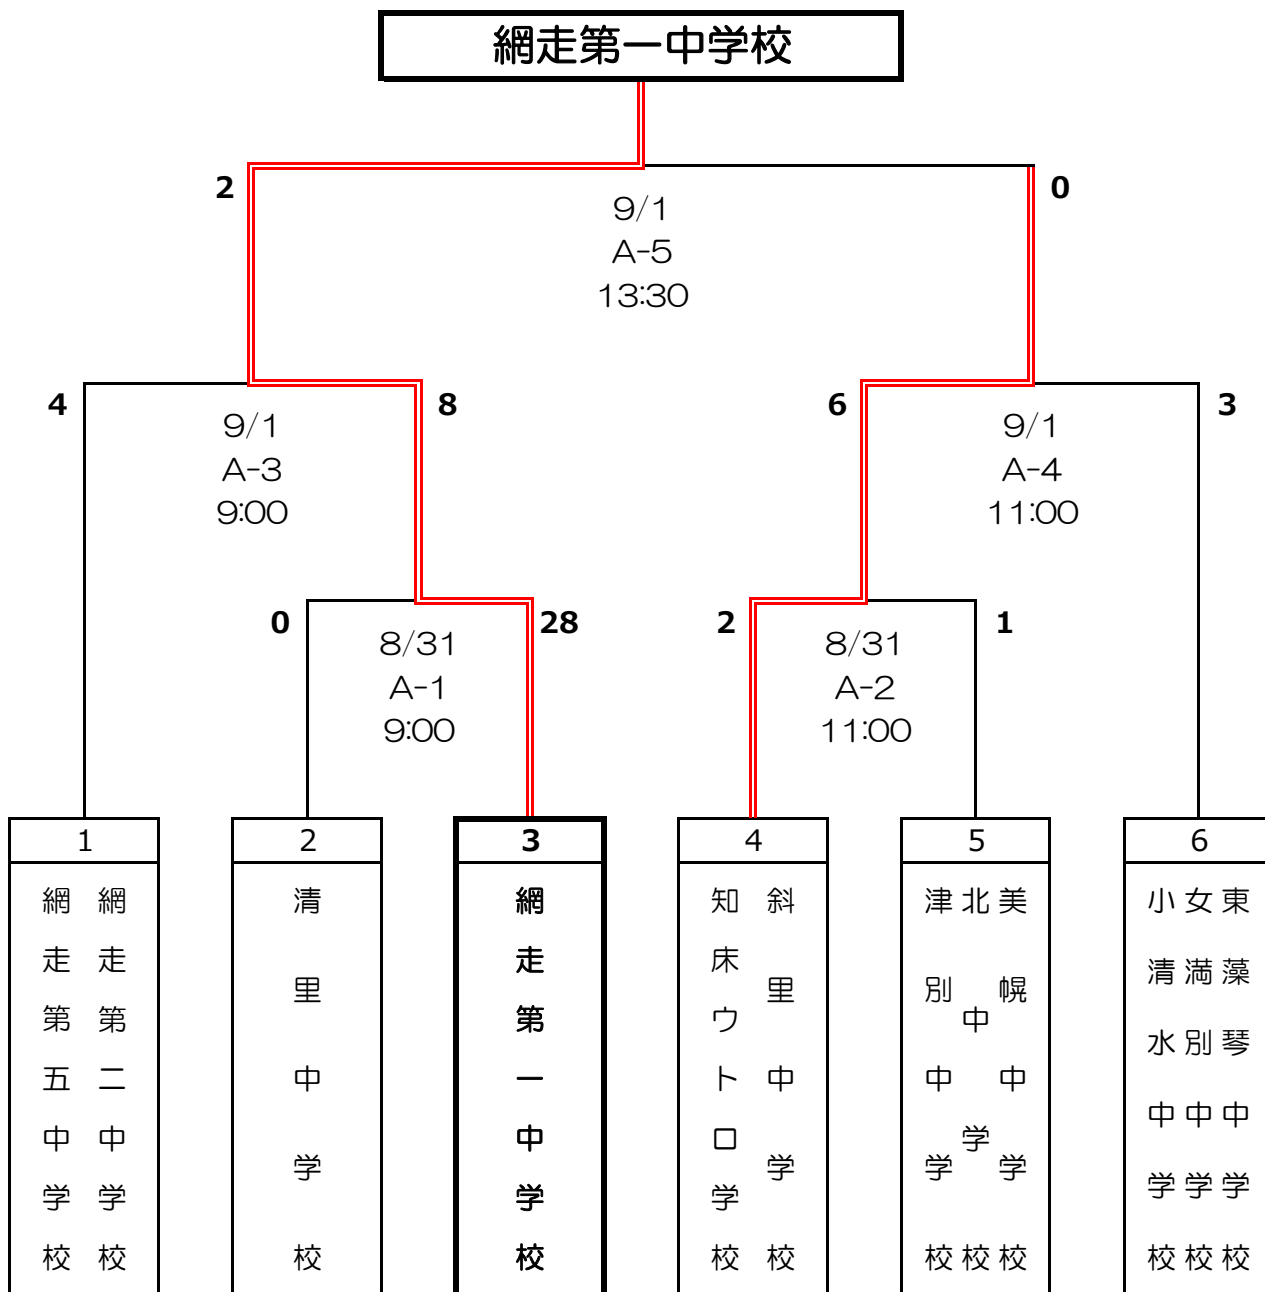 網走第一中学校
2
0
9/1
A-5
13:30
4
8
6
3
9/1
A-3
9:00
9/1
A-4
11:00
0
28
2
1
8/31
A-1
9:00
8/31
A-2
11:00
1
2
3
4
5
6
網走第二中学校
網走第五中学校
清里中学校
網走第一中学校
斜里中学校
知床ウトロ学校
美幌中学校
北中学校
津別中学校
東藻琴中学校
女満別中学校
小清水中学校